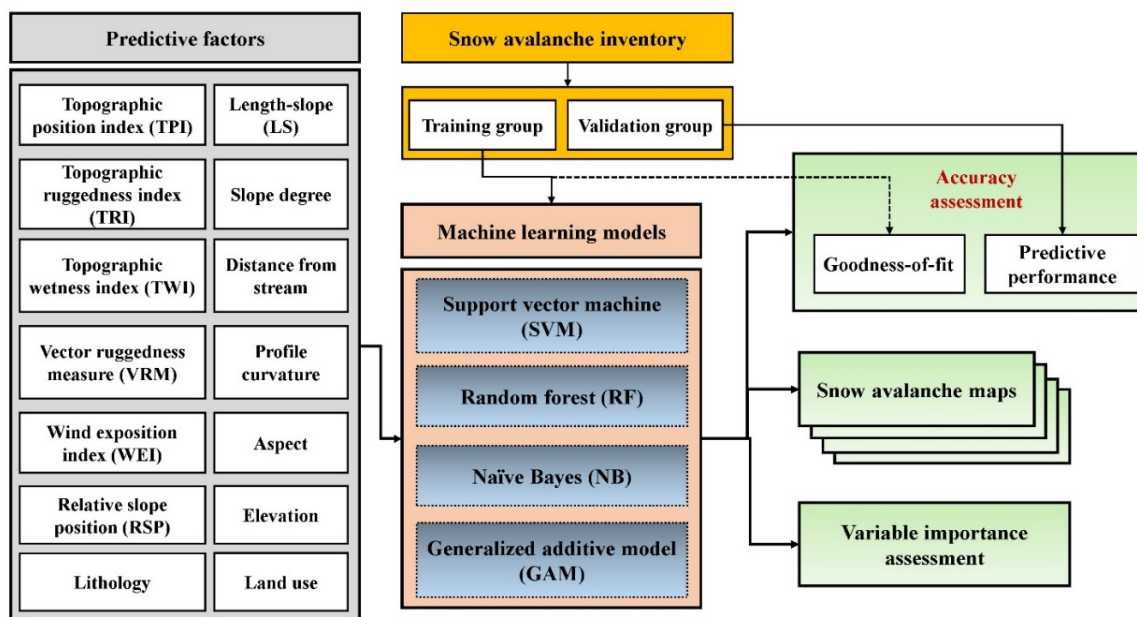 Predictive factors
Topographic
position index (TPI)
Length-slope
(LS)
Topographic
ruggedness index
(TRI)
Slope degree
Topographic
wetness index (TWI)
Distance from
stream
Vector ruggedness
measure (VRM)
Profile
curvature
Wind exposition
index (WEI)
Aspect
Relative slope
position (RSP)
Elevation
Lithology
Land use
Snow avalanche inventory
Training group
Validation group
Machine learning models
Support vector machine
(SVM)
Random forest (RF)
Naïve Bayes (NB)
Generalized additive model
(GAM)
Accuracy
assessment
Goodness-of-fit
Predictive
performance
Snow avalanche maps
Variable importance
assessment